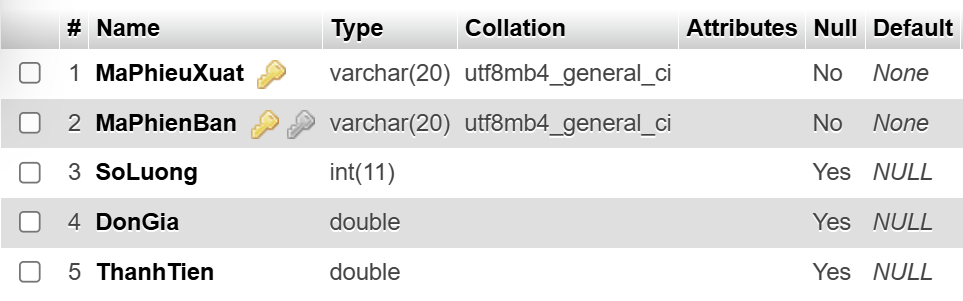 # Name Type Collation Attributes Null Default
1 MaPhieuXuat varchar(20) utf8mb4_general_ci No None
2 MaPhienBan varchar(20) utf8mb4_general_ci No None
3 SoLuong int(11) Yes NULL
4 DonGia double Yes NULL
5 ThanhTien double Yes NULL